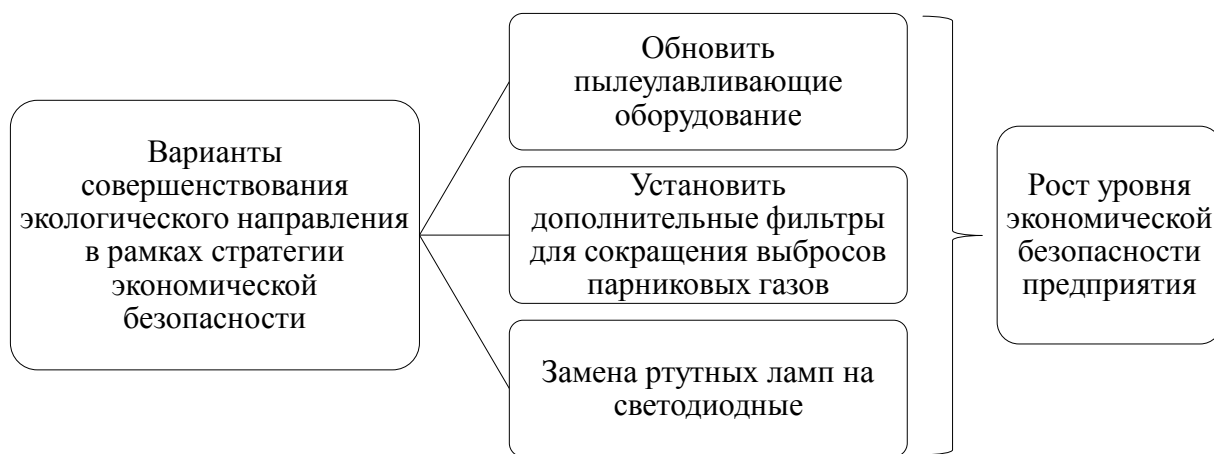 Варианты
совершенствования
экологического направления
в рамках стратегии
экономической
безопасности
Обновить
пылеулавливающие
оборудование
Установить
дополнительные фильтры
для сокращения выбросов
парниковых газов
Замена ртутных ламп на
светодиодные
Рост уровня
экономической
безопасности
предприятия